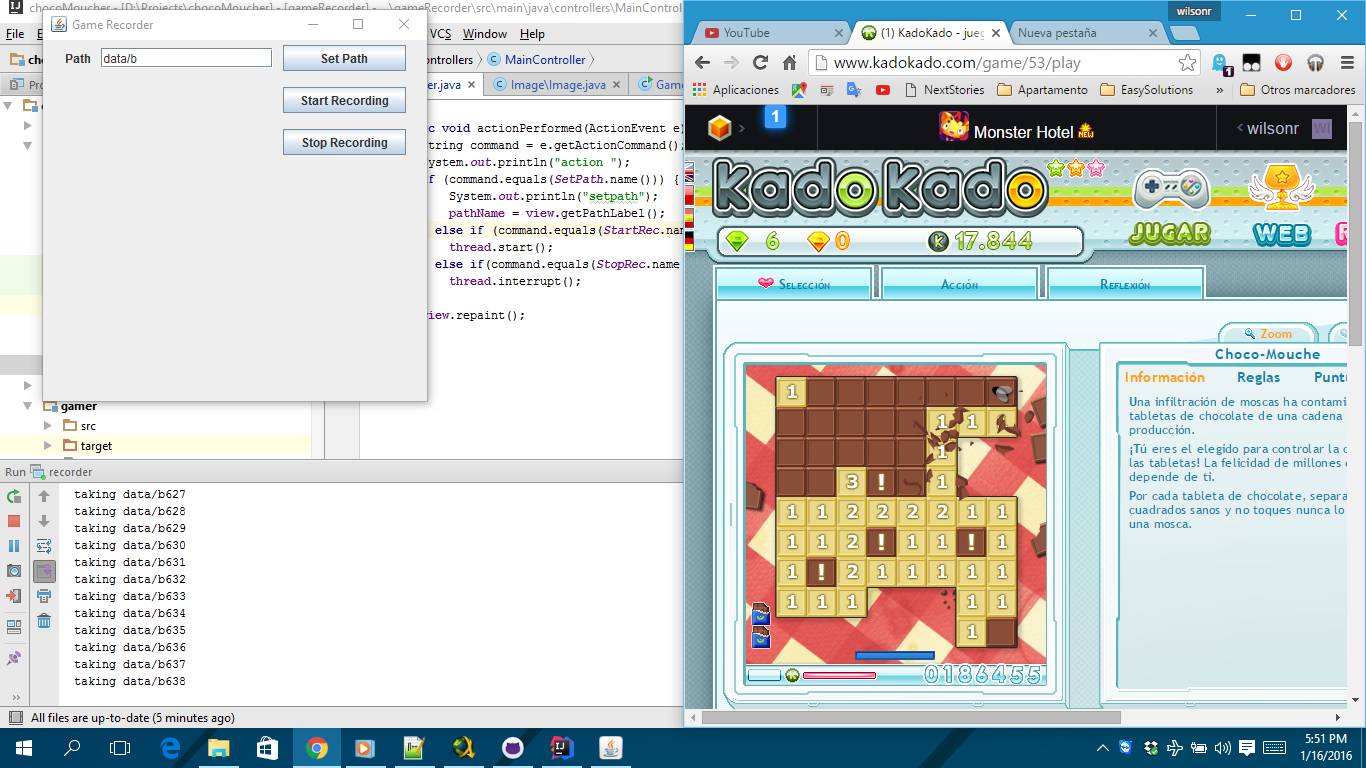 chocoMoucher - [D:\Projects\chocoMoucher] - [gameRecorder] - ...\gameRecorder\src\main\java\controllers\MainControl
Game Recorder
File
VCS Window Help
MainController
Path data/b Set Path
Start Recording
Stop Recording
Image\Image.java
void actionPerformed(ActionEvent e)
command = e.getActionCommand();
System.out.println("action ");
(command.equals(SetPath.name())) {
System.out.println("setpath");
pathName = view.getPathLabel();
else if (command.equals(StartRec.na
thread.start();
else if(command.equals(StopRec.name
thread.interrupt();
view.repaint();
gamer
src
target
Run recorder
taking data/b627
taking data/b628
taking data/b629
taking data/b630
taking data/b631
taking data/b632
taking data/b633
taking data/b634
taking data/b635
taking data/b636
taking data/b637
taking data/b638
All files are up-to-date (5 minutes ago)
wilsonr
YouTube
(1) KadoKado - jueg
Nueva pestaña
www.kadokado.com/game/53/play
1
Aplicaciones
NextStories
Apartamento
EasySolutions
»
Otros marcadores
1
Monster Hotel NEW
wilsonr WI
KadoKado
6 0 K 17.844
JUGAR WEB
Selección
Acción
Reflexión
Zoom
Choco-Mouche
Información Reglas Puntu
Una infiltración de moscas ha contami
tabletas de chocolate de una cadena
producción.
¡Tú eres el elegido para controlar la c
las tabletas! La felicidad de millones
depende de ti.
Por cada tableta de chocolate, separa
cuadrados sanos y no toques nunca lo
una mosca.
1
1 1
1
3 ! 1
1 1 2 2 2 2 1 1
1 1 2 ! 1 1 ! 1
1 ! 2 1 1 1 1 1
1 1 1 1 1
1
0186455
5:51 PM
1/16/2016